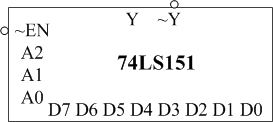 Y ~Y
~EN
A2
74LS151
A1
A0
D7 D6 D5 D4 D3 D2 D1 D0